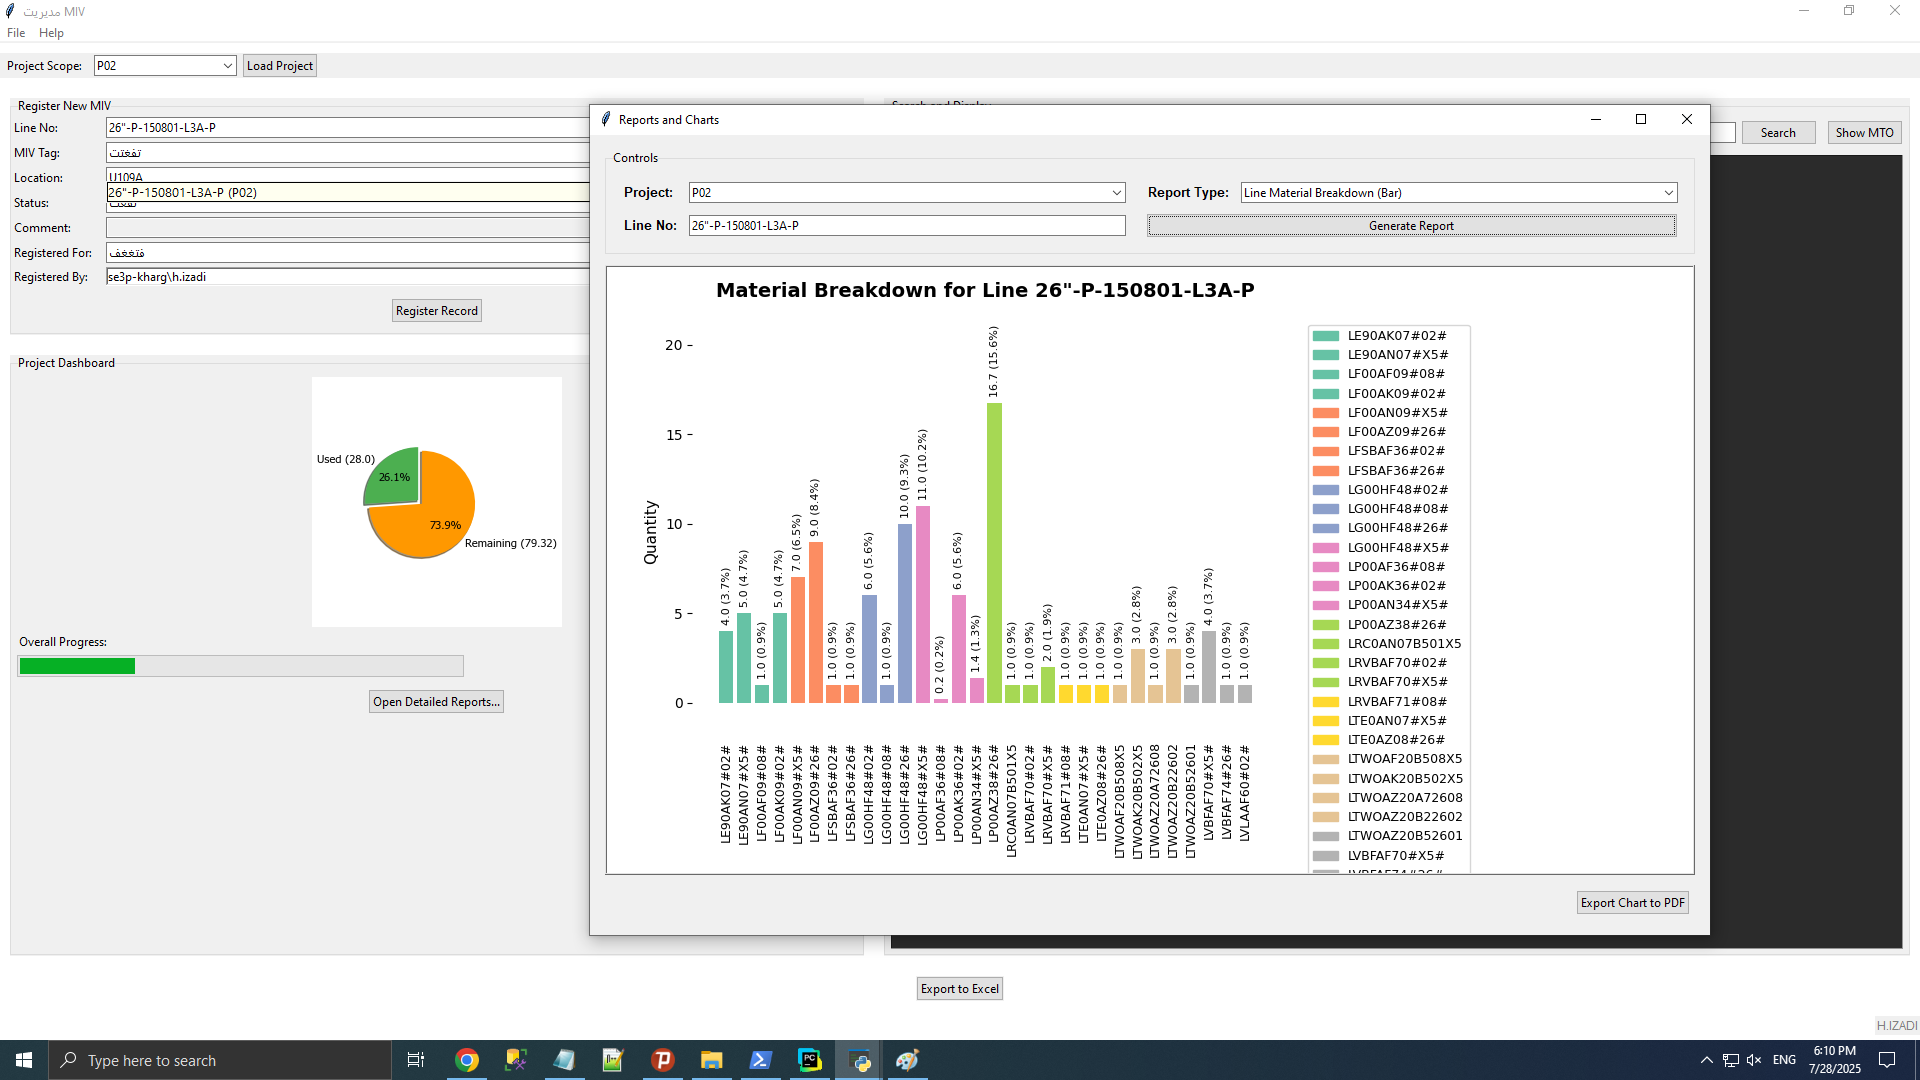 مدیریت MIV
File Help
Project Scope: P02 Load Project
Register New MIV
Line No: 26"-P-150801-L3A-P
MIV Tag: تفغتت
Location: U109A
26"-P-150801-L3A-P (P02)
Status:
Comment:
Registered For: فتغغف
Registered By: se3p-kharg\h.izadi
Register Record
Project Dashboard
Used (28.0)
26.1%
73.9%
Remaining (79.32)
Overall Progress:
Open Detailed Reports...
Search Show MTO
Reports and Charts
Controls
Project: P02 Report Type: Line Material Breakdown (Bar)
Line No: 26"-P-150801-L3A-P Generate Report
Material Breakdown for Line 26"-P-150801-L3A-P
Quantity
20
15
10
5
0
4.0 (3.7%)
5.0 (4.7%)
1.0 (0.9%)
5.0 (4.7%)
7.0 (6.5%)
9.0 (8.4%)
1.0 (0.9%)
1.0 (0.9%)
6.0 (5.6%)
1.0 (0.9%)
10.0 (9.3%)
11.0 (10.2%)
0.2 (0.2%)
6.0 (5.6%)
1.4 (1.3%)
16.7 (15.6%)
1.0 (0.9%)
1.0 (0.9%)
2.0 (1.9%)
1.0 (0.9%)
1.0 (0.9%)
1.0 (0.9%)
1.0 (0.9%)
3.0 (2.8%)
1.0 (0.9%)
3.0 (2.8%)
1.0 (0.9%)
4.0 (3.7%)
1.0 (0.9%)
1.0 (0.9%)
LE90AK07#02#
LE90AN07#X5#
LF00AF09#08#
LF00AK09#02#
LF00AN09#X5#
LF00AZ09#26#
LFSBAF36#02#
LFSBAF36#26#
LG00HF48#02#
LG00HF48#08#
LG00HF48#26#
LG00HF48#X5#
LP00AF36#08#
LP00AK36#02#
LP00AN34#X5#
LP00AZ38#26#
LRC0AN07B501X5
LRVBAF70#02#
LRVBAF70#X5#
LRVBAF71#08#
LTE0AN07#X5#
LTE0AZ08#26#
LTWOAF20B508X5
LTWOAK20B502X5
LTWOAZ20A72608
LTWOAZ20B22602
LTWOAZ20B52601
LVBFAF70#X5#
LVBFAF74#26#
LVLAAF60#02#
LE90AK07#02#
LE90AN07#X5#
LF00AF09#08#
LF00AK09#02#
LF00AN09#X5#
LF00AZ09#26#
LFSBAF36#02#
LFSBAF36#26#
LG00HF48#02#
LG00HF48#08#
LG00HF48#26#
LG00HF48#X5#
LP00AF36#08#
LP00AK36#02#
LP00AN34#X5#
LP00AZ38#26#
LRC0AN07B501X5
LRVBAF70#02#
LRVBAF70#X5#
LRVBAF71#08#
LTE0AN07#X5#
LTE0AZ08#26#
LTWOAF20B508X5
LTWOAK20B502X5
LTWOAZ20A72608
LTWOAZ20B22602
LTWOAZ20B52601
LVBFAF70#X5#
Export Chart to PDF
Export to Excel
H.IZADI
Type here to search
ENG
6:10 PM
7/28/2025